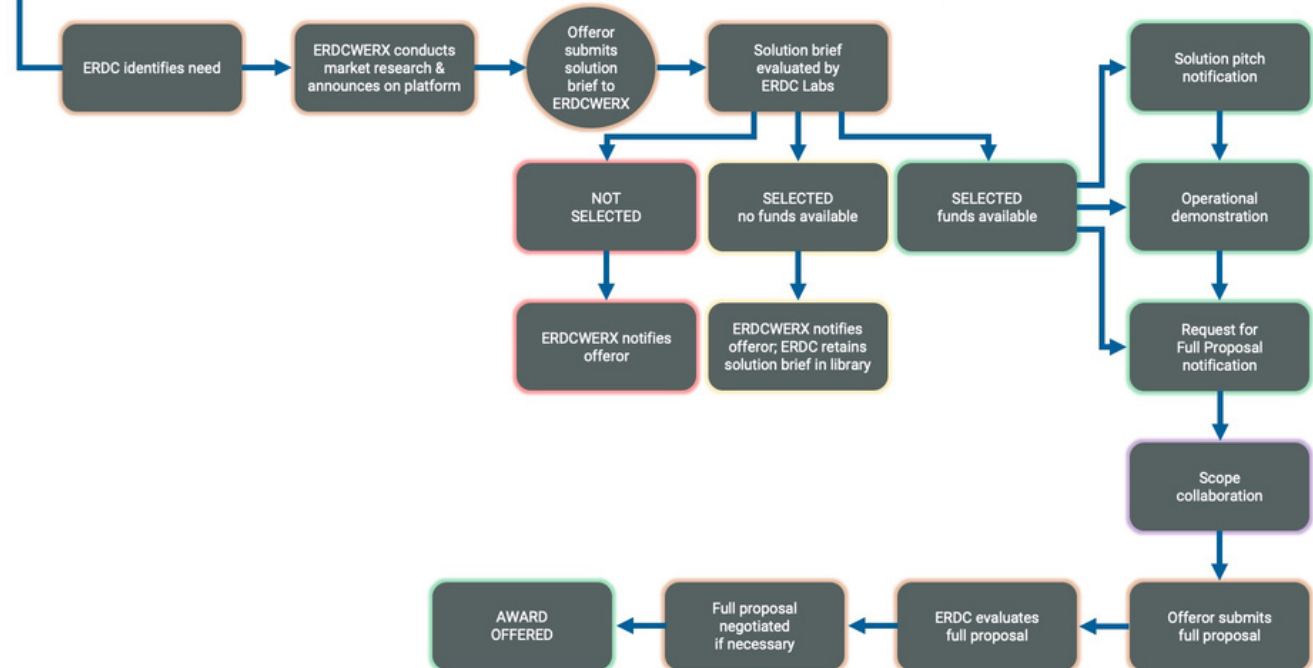 ERDC identifies need
ERDCWERX conducts
market research &
announces on platform
Offeror
submits
solution
brief to
ERDCWERX
Solution brief
evaluated by
ERDC Labs
Solution pitch
notification
NOT
SELECTED
SELECTED
no funds available
SELECTED
funds available
Operational
demonstration
ERDCWERX notifies
offeror
ERDCWERX notifies
offeror; ERDC retains
solution brief in library
Request for
Full Proposal
notification
Scope
collaboration
AWARD
OFFERED
Full proposal
negotiated
if necessary
ERDC evaluates
full proposal
Offeror submits
full proposal